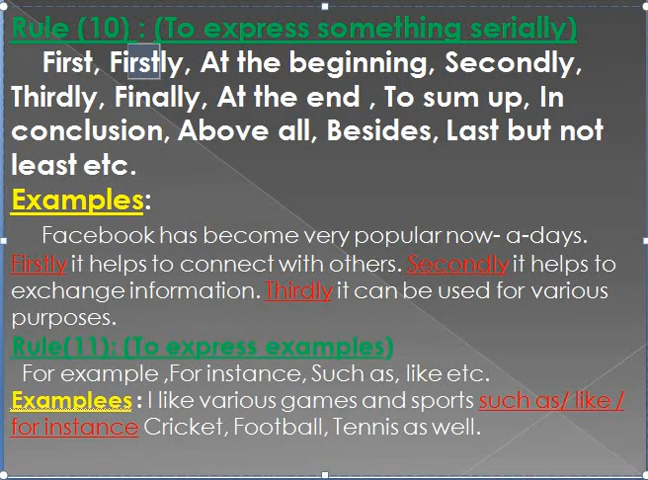 Rule (10) : (To express something serially)
First, Firstly, At the beginning, Secondly,
Thirdly, Finally, At the end , To sum up, In
conclusion, Above all, Besides, Last but not
least etc.
Examples:
Facebook has become very popular now- a-days.
Firstly it helps to connect with others. Secondly it helps to
exchange information. Thirdly it can be used for various
purposes.
Rule(11): (To express examples)
For example ,For instance, Such as, like etc.
Examplees : I like various games and sports such as/ like /
for instance Cricket, Football, Tennis as well.